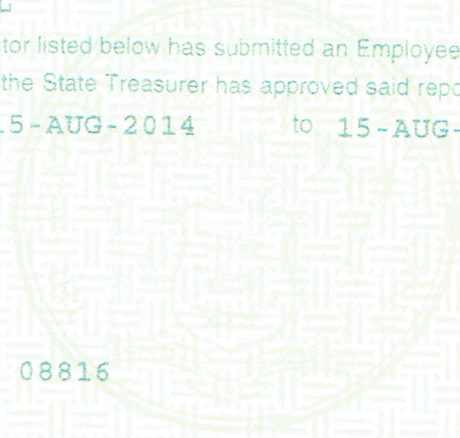 ctor listed below has submitted an Employee
the State Treasurer has approved said repo
15-AUG-2014 to 15-AUG-
08816